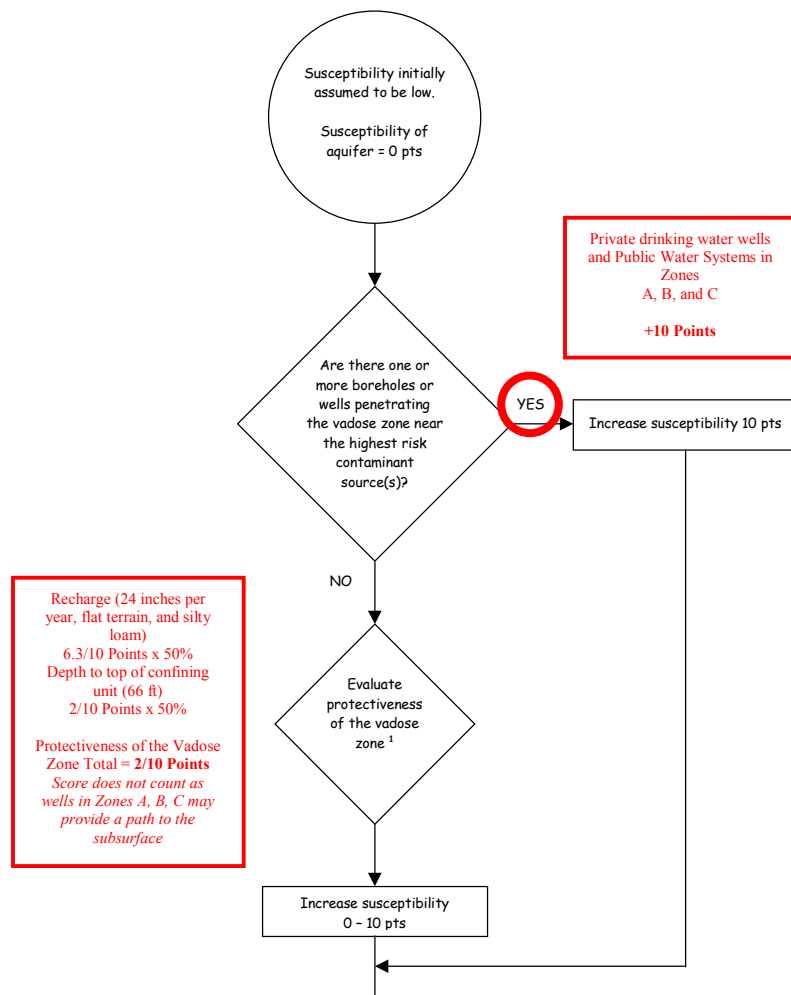 Susceptibility initially
assumed to be low.
Susceptibility of
aquifer = 0 pts
Private drinking water wells
and Public Water Systems in
Zones
A, B, and C
+10 Points
Are there one or
more boreholes or
wells penetrating
the vadose zone near
the highest risk
contaminant
source(s)?
YES
Increase susceptibility 10 pts
NO
Recharge (24 inches per
year, flat terrain, and silty
loam)
6.3/10 Points x 50%
Depth to top of confining
unit (66 ft)
2/10 Points x 50%
Protectiveness of the Vadose
Zone Total = 2/10 Points
Score does not count as
wells in Zones A, B, C may
provide a path to the
subsurface
Evaluate
protectiveness
of the vadose
zone ¹
Increase susceptibility
0 – 10 pts